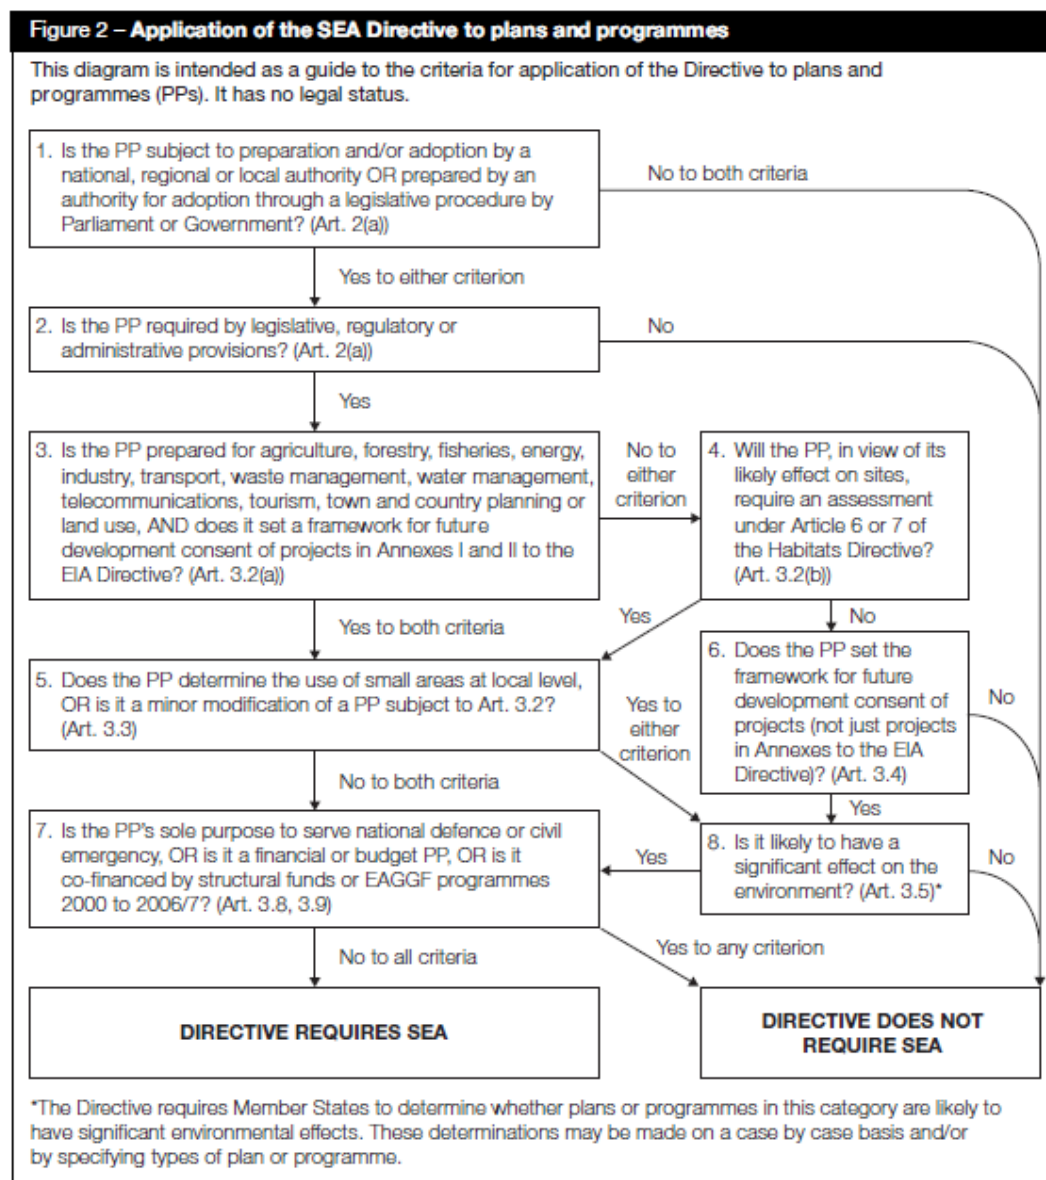 Figure 2 – Application of the SEA Directive to plans and programmes
This diagram is intended as a guide to the criteria for application of the Directive to plans and
programmes (PPs). It has no legal status.
1. Is the PP subject to preparation and/or adoption by a
national, regional or local authority OR prepared by an
authority for adoption through a legislative procedure by
Parliament or Government? (Art. 2(a))
No to both criteria
Yes to either criterion
2. Is the PP required by legislative, regulatory or
administrative provisions? (Art. 2(a))
No
Yes
3. Is the PP prepared for agriculture, forestry, fisheries, energy,
industry, transport, waste management, water management,
telecommunications, tourism, town and country planning or
land use, AND does it set a framework for future
development consent of projects in Annexes I and II to the
EIA Directive? (Art. 3.2(a))
No to
either
criterion
4. Will the PP, in view of its
likely effect on sites,
require an assessment
under Article 6 or 7 of
the Habitats Directive?
(Art. 3.2(b))
Yes to both criteria
Yes
No
5. Does the PP determine the use of small areas at local level,
OR is it a minor modification of a PP subject to Art. 3.2?
(Art. 3.3)
Yes to
either
criterion
6. Does the PP set the
framework for future
development consent
of projects (not just projects
in Annexes to the EIA
Directive)? (Art. 3.4)
No
No to both criteria
Yes
7. Is the PP's sole purpose to serve national defence or civil
emergency, OR is it a financial or budget PP, OR is it
co-financed by structural funds or EAGGF programmes
2000 to 2006/7? (Art. 3.8, 3.9)
Yes
8. Is it likely to have a
significant effect on the
environment? (Art. 3.5)*
No
No to all criteria
Yes to any criterion
DIRECTIVE REQUIRES SEA
DIRECTIVE DOES NOT
REQUIRE SEA
*The Directive requires Member States to determine whether plans or programmes in this category are likely to
have significant environmental effects. These determinations may be made on a case by case basis and/or
by specifying types of plan or programme.